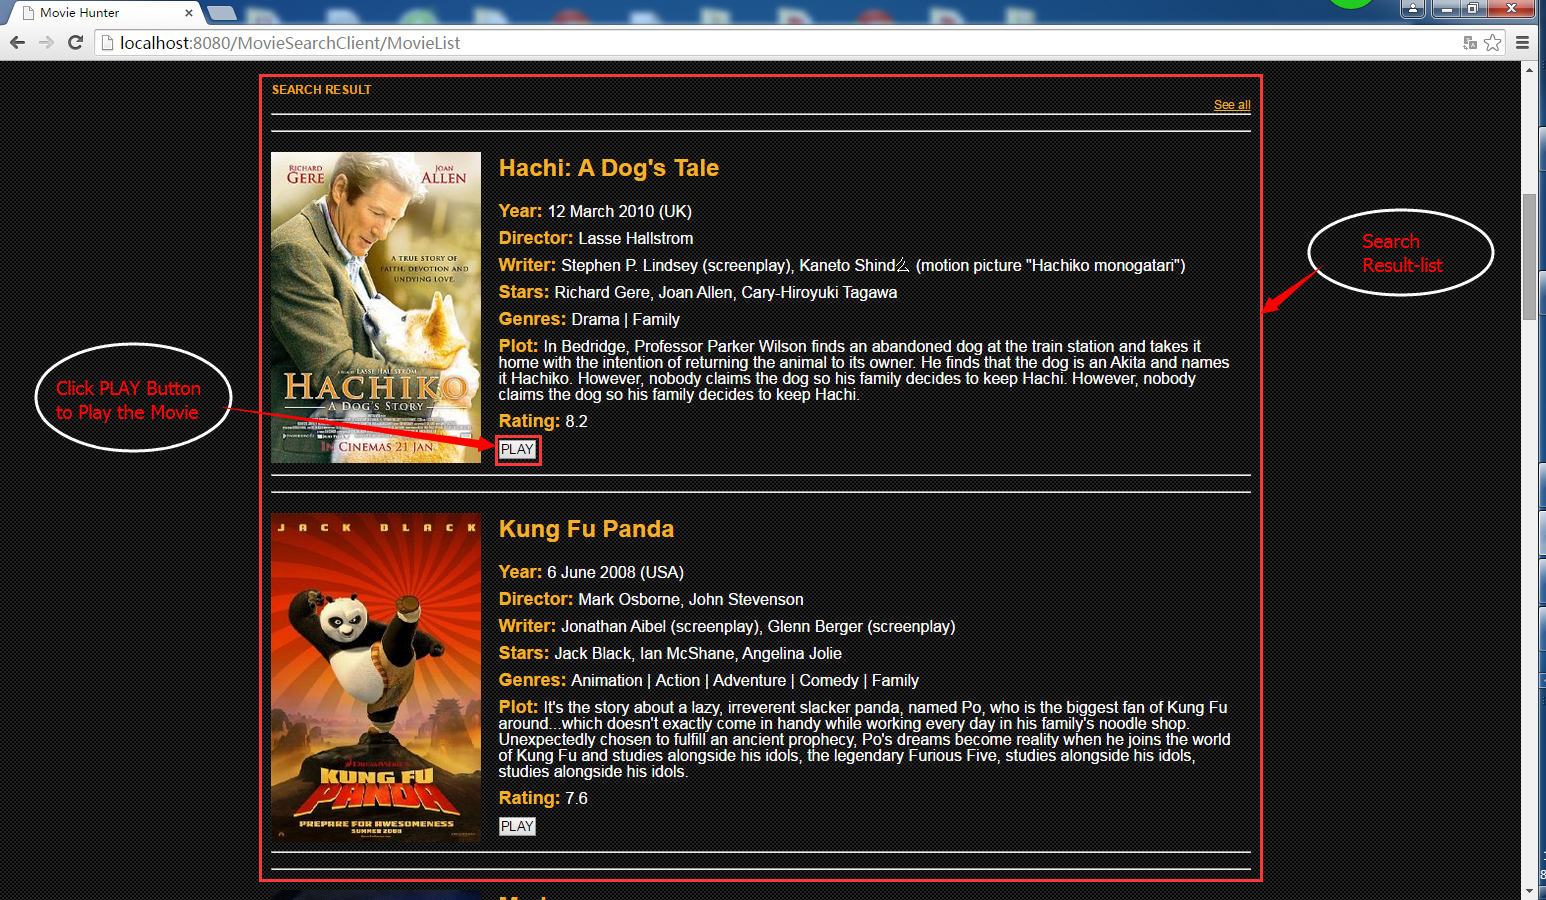 Movie Hunter
localhost:8080/MovieSearchClient/MovieList
SEARCH RESULT
See all
RICHARD GERE
JOAN ALLEN
A TRUE STORY OF
FAITH, DEVOTION AND
UNDYING LOVE.
A FILM BY LASSE HALLSTROM
HACHIKO
A DOG'S STORY
IN CINEMAS 21 JAN.
Hachi: A Dog's Tale
Year: 12 March 2010 (UK)
Director: Lasse Hallstrom
Writer: Stephen P. Lindsey (screenplay), Kaneto Shindㄙ (motion picture "Hachiko monogatari")
Stars: Richard Gere, Joan Allen, Cary-Hiroyuki Tagawa
Genres: Drama | Family
Plot: In Bedridge, Professor Parker Wilson finds an abandoned dog at the train station and takes it
home with the intention of returning the animal to its owner. He finds that the dog is an Akita and names
it Hachiko. However, nobody claims the dog so his family decides to keep Hachi. However, nobody
claims the dog so his family decides to keep Hachi.
Rating: 8.2
PLAY
Search
Result-list
Click PLAY Button
to Play the Movie
JACK BLACK
KUNG FU
PANDA
PREPARE FOR AWESOMENESS
SUMMER 2008
Kung Fu Panda
Year: 6 June 2008 (USA)
Director: Mark Osborne, John Stevenson
Writer: Jonathan Aibel (screenplay), Glenn Berger (screenplay)
Stars: Jack Black, Ian McShane, Angelina Jolie
Genres: Animation | Action | Adventure | Comedy | Family
Plot: It's the story about a lazy, irreverent slacker panda, named Po, who is the biggest fan of Kung Fu
around...which doesn't exactly come in handy while working every day in his family's noodle shop.
Unexpectedly chosen to fulfill an ancient prophecy, Po's dreams become reality when he joins the world
of Kung Fu and studies alongside his idols, the legendary Furious Five, studies alongside his idols,
studies alongside his idols.
Rating: 7.6
PLAY